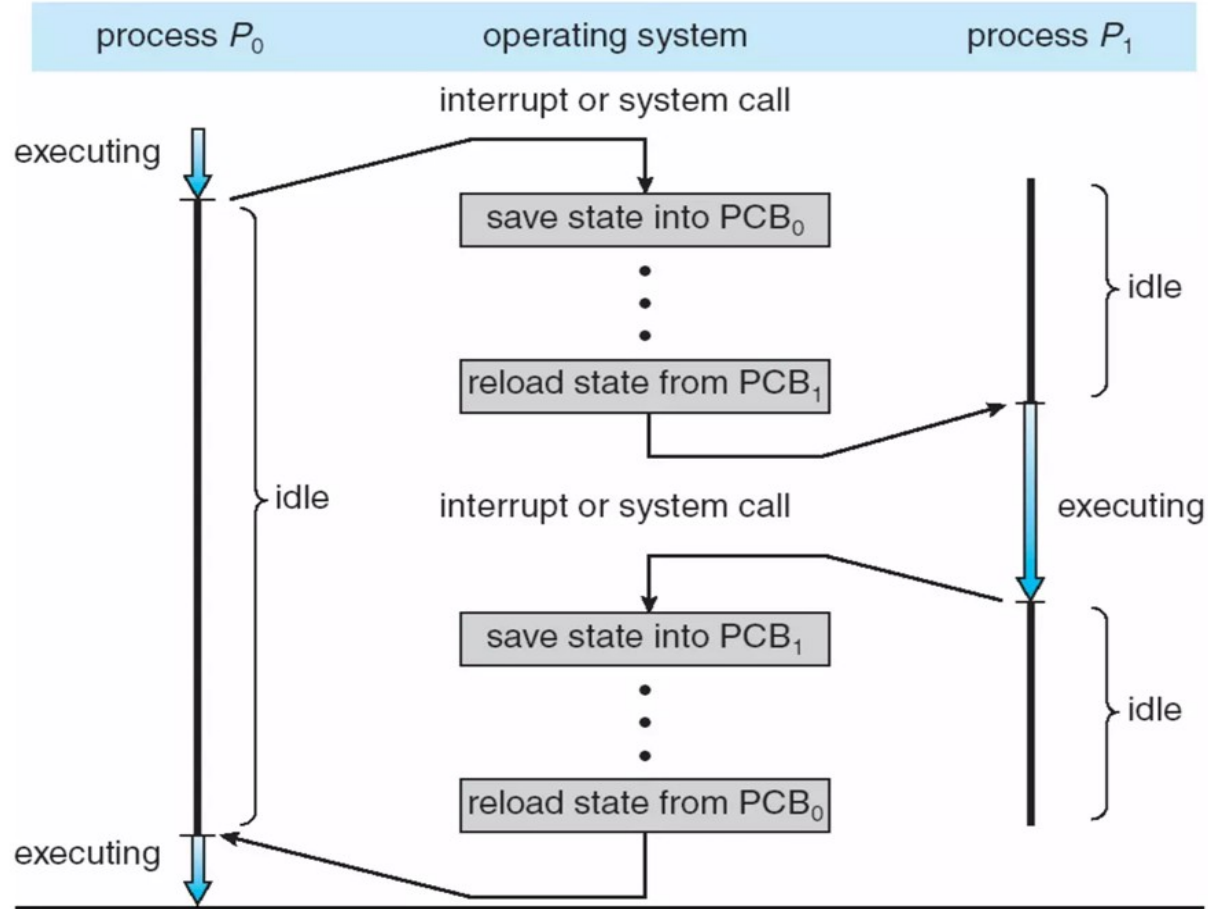 process P₀ operating system process P₁
interrupt or system call
executing
save state into PCB₀
idle
reload state from PCB₁
idle
interrupt or system call
executing
save state into PCB₁
idle
reload state from PCB₀
executing